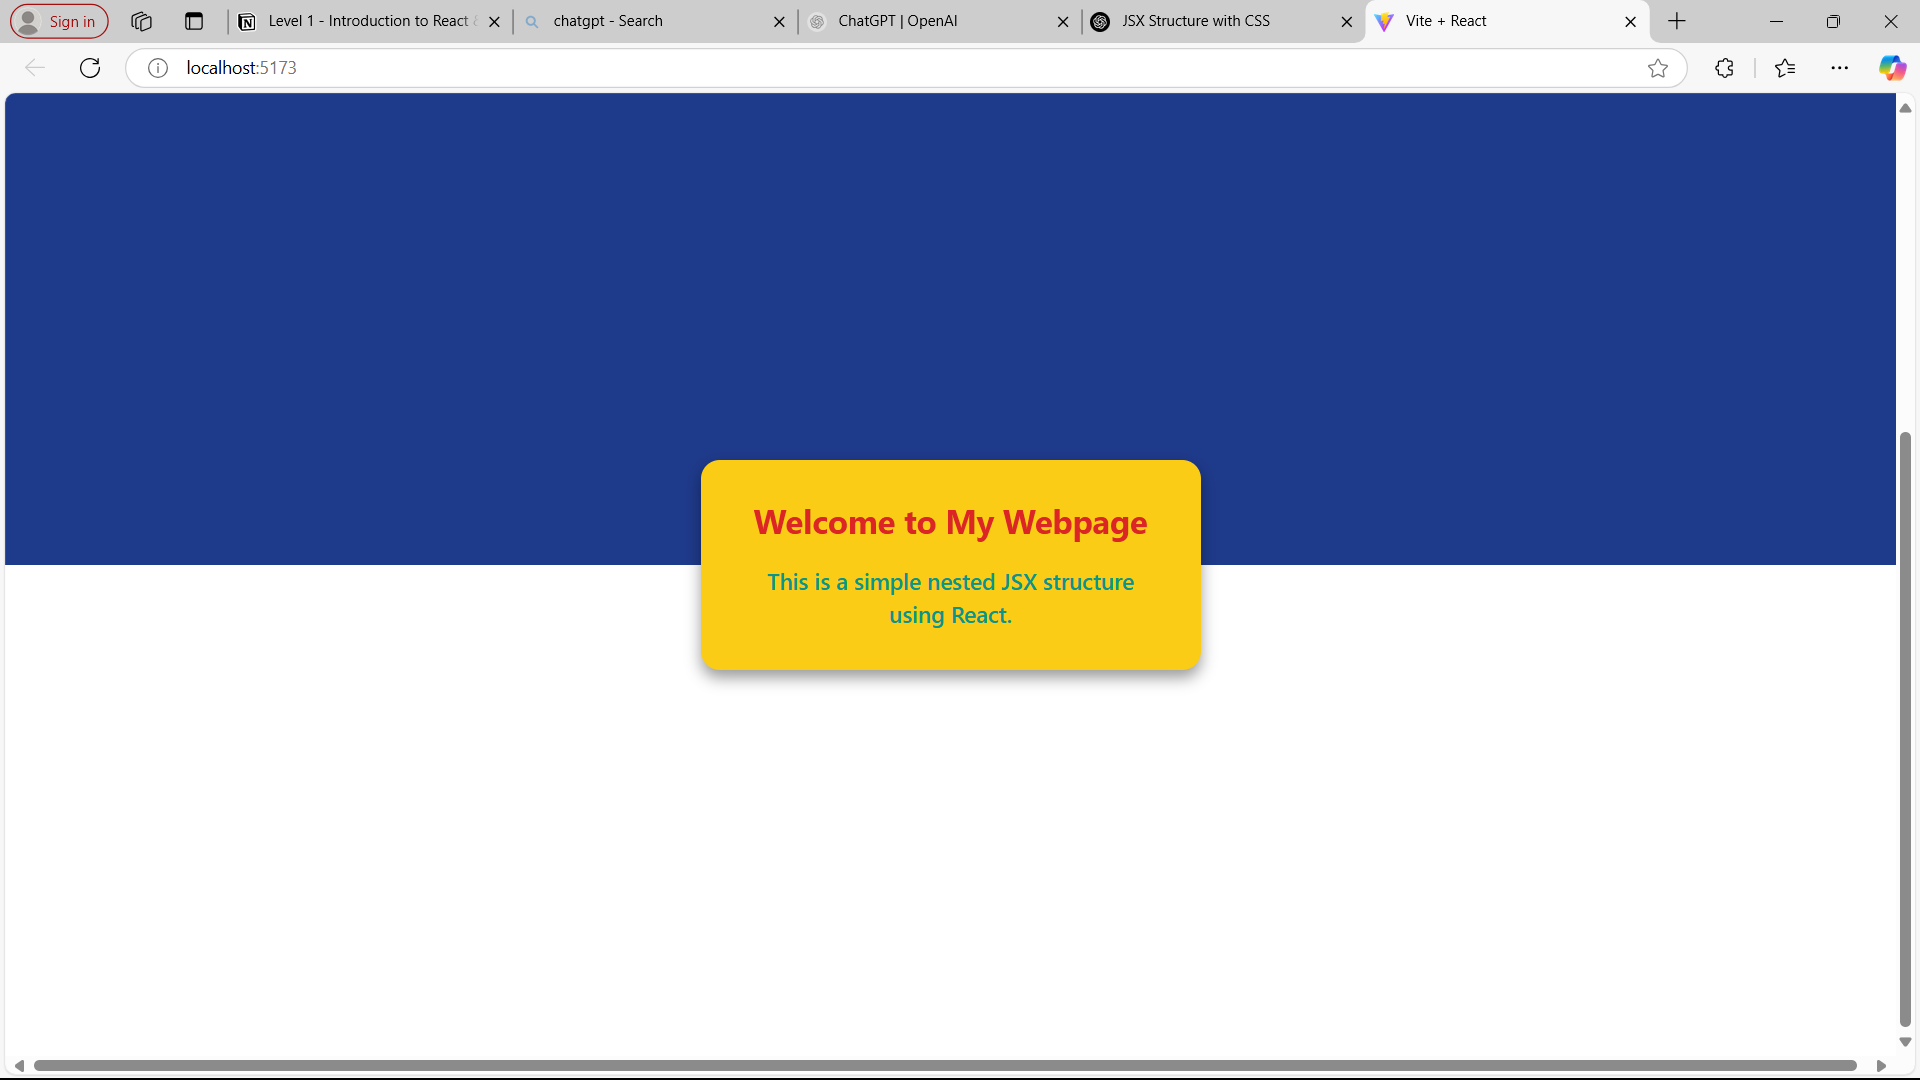 Sign in
Level 1 - Introduction to React &
chatgpt - Search
ChatGPT | OpenAI
JSX Structure with CSS
Vite + React
localhost:5173
Welcome to My Webpage
This is a simple nested JSX structure
using React.